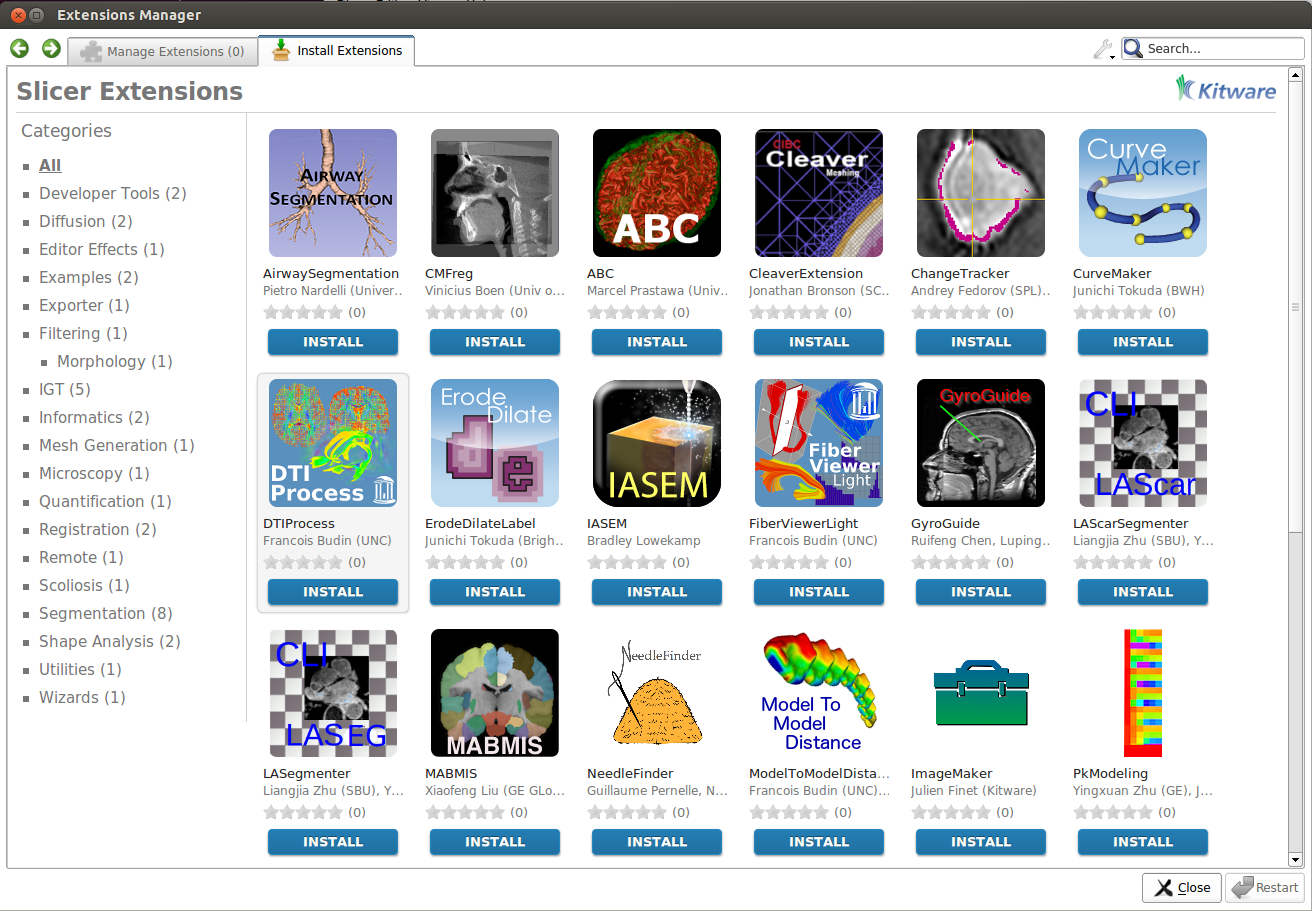 Extensions Manager
Manage Extensions (0)
Install Extensions
Search...
Slicer Extensions
Kitware
Categories
All
Developer Tools (2)
Diffusion (2)
Editor Effects (1)
Examples (2)
Exporter (1)
Filtering (1)
Morphology (1)
IGT (5)
Informatics (2)
Mesh Generation (1)
Microscopy (1)
Quantification (1)
Registration (2)
Remote (1)
Scoliosis (1)
Segmentation (8)
Shape Analysis (2)
Utilities (1)
Wizards (1)
AIRWAY
SEGMENTATION
AirwaySegmentation
Pietro Nardelli (Univer..
(0)
INSTALL
CMFreg
Vinicius Boen (Univ o...
(0)
INSTALL
ABC
ABC
Marcel Prastawa (Univ..
(0)
INSTALL
CIBC
Cleaver
Meshing
CleaverExtension
Jonathan Bronson (SC..
(0)
INSTALL
ChangeTracker
Andrey Fedorov (SPL)..
(0)
INSTALL
Curve
Maker
CurveMaker
Junichi Tokuda (BWH)
(0)
INSTALL
DTI
Process
DTIProcess
Francois Budin (UNC)
(0)
INSTALL
Erode
Dilate
ErodeDilateLabel
Junichi Tokuda (Brigh..
(0)
INSTALL
IASEM
IASEM
Bradley Lowekamp
(0)
INSTALL
Fiber
Viewer
Light
FiberViewerLight
Francois Budin (UNC)
(0)
INSTALL
GyroGuide
GyroGuide
Ruifeng Chen, Luping..
(0)
INSTALL
CLI
LAScar
LAScarSegmenter
Liangjia Zhu (SBU), Y...
(0)
INSTALL
CLI
LASEG
LASegmenter
Liangjia Zhu (SBU), Y...
(0)
INSTALL
MABMIS
MABMIS
Xiaofeng Liu (GE GLo...
(0)
INSTALL
NeedleFinder
NeedleFinder
Guillaume Pernelle, N...
(0)
INSTALL
Model To
Model
Distance
ModelToModelDista...
Francois Budin (UNC)...
(0)
INSTALL
ImageMaker
Julien Finet (Kitware)
(0)
INSTALL
PkModeling
Yingxuan Zhu (GE), J...
(0)
INSTALL
Close
Restart